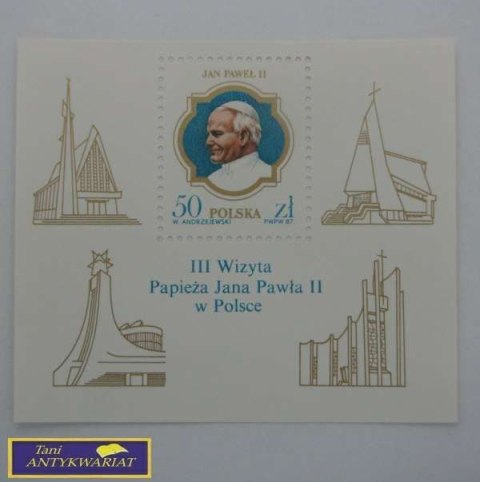 JAN PAWEŁ II
50 POLSKA zł
W. ANDRZEJEWSKI PWPW 87
III Wizyta
Papieża Jana Pawła II
w Polsce
Tani
ANTYKWARIAT